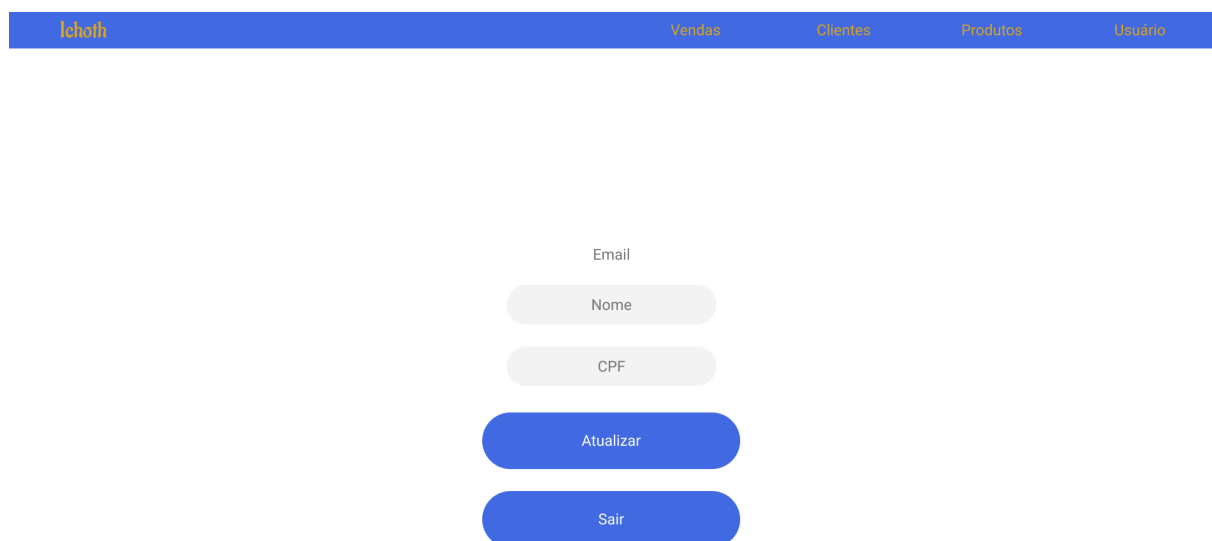 Ichoth Vendas Clientes Produtos Usuário
Email
Nome
CPF
Atualizar
Sair